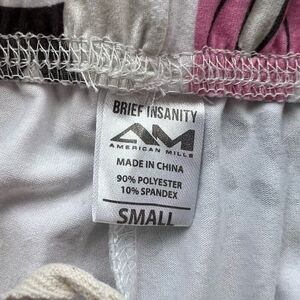 BRIEF INSANITY
AM
AMERICAN MILLS
MADE IN CHINA
90% POLYESTER
10% SPANDEX
SMALL